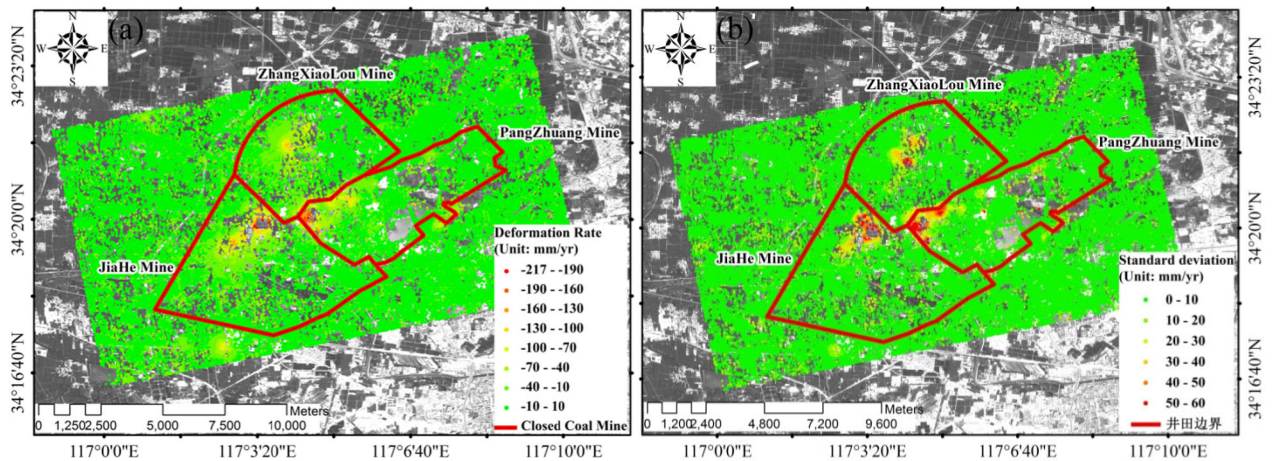 (a)
N
W E
S
ZhangXiaoLou Mine
PangZhuang Mine
JiaHe Mine
Deformation Rate
(Unit: mm/yr)
-217 - -190
-190 - -160
-160 - -130
-130 - -100
-100 - -70
-70 - -40
-40 - -10
-10 - 10
Closed Coal Mine
0 1,250 2,500 5,000 7,500 10,000
Meters
34°23'20"N
34°20'0"N
34°16'40"N
117°0'0"E 117°3'20"E 117°6'40"E 117°10'0"E
(b)
N
W E
S
ZhangXiaoLou Mine
PangZhuang Mine
JiaHe Mine
Standard deviation
(Unit: mm/yr)
0 - 10
10 - 20
20 - 30
30 - 40
40 - 50
50 - 60
井田边界
0 1,200 2,400 4,800 7,200 9,600
Meters
34°23'20"N
34°20'0"N
34°16'40"N
117°0'0"E 117°3'20"E 117°6'40"E 117°10'0"E